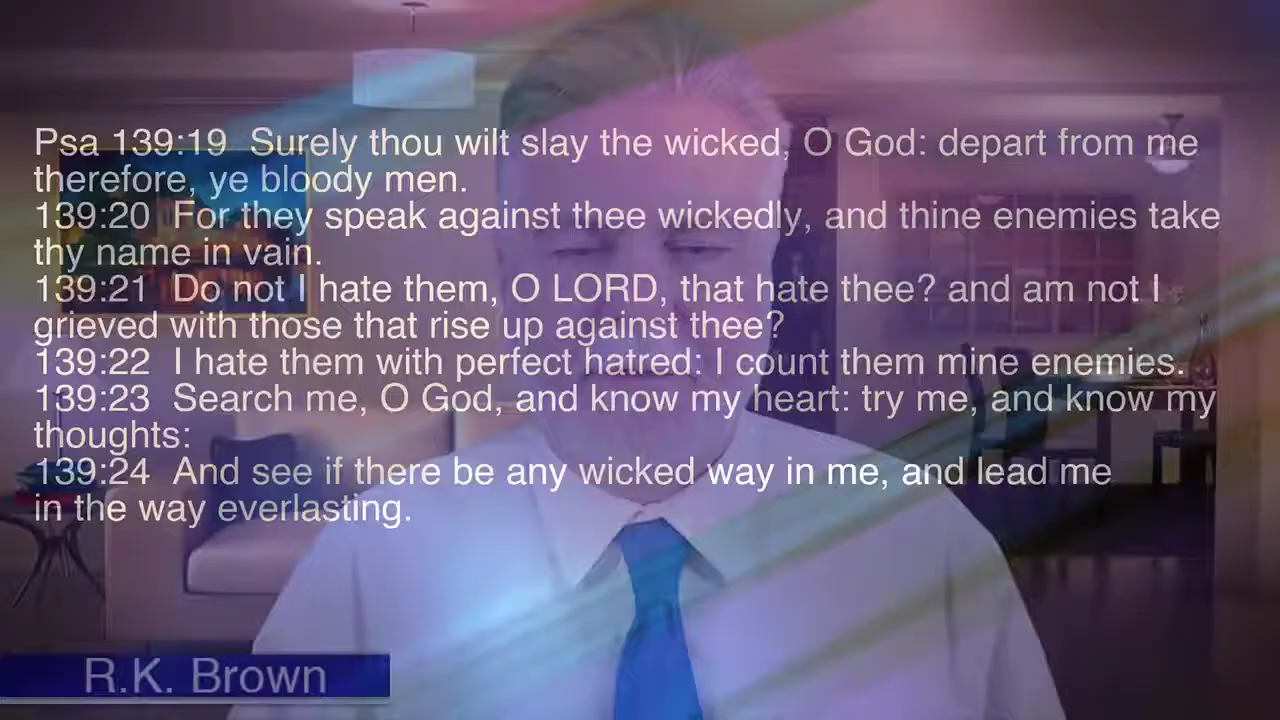 Psa 139:19  Surely thou wilt slay the wicked, O God: depart from me
therefore, ye bloody men.
139:20  For they speak against thee wickedly, and thine enemies take
thy name in vain.
139:21  Do not I hate them, O LORD, that hate thee? and am not I
grieved with those that rise up against thee?
139:22  I hate them with perfect hatred: I count them mine enemies.
139:23  Search me, O God, and know my heart: try me, and know my
thoughts:
139:24  And see if there be any wicked way in me, and lead me
in the way everlasting.
R.K. Brown